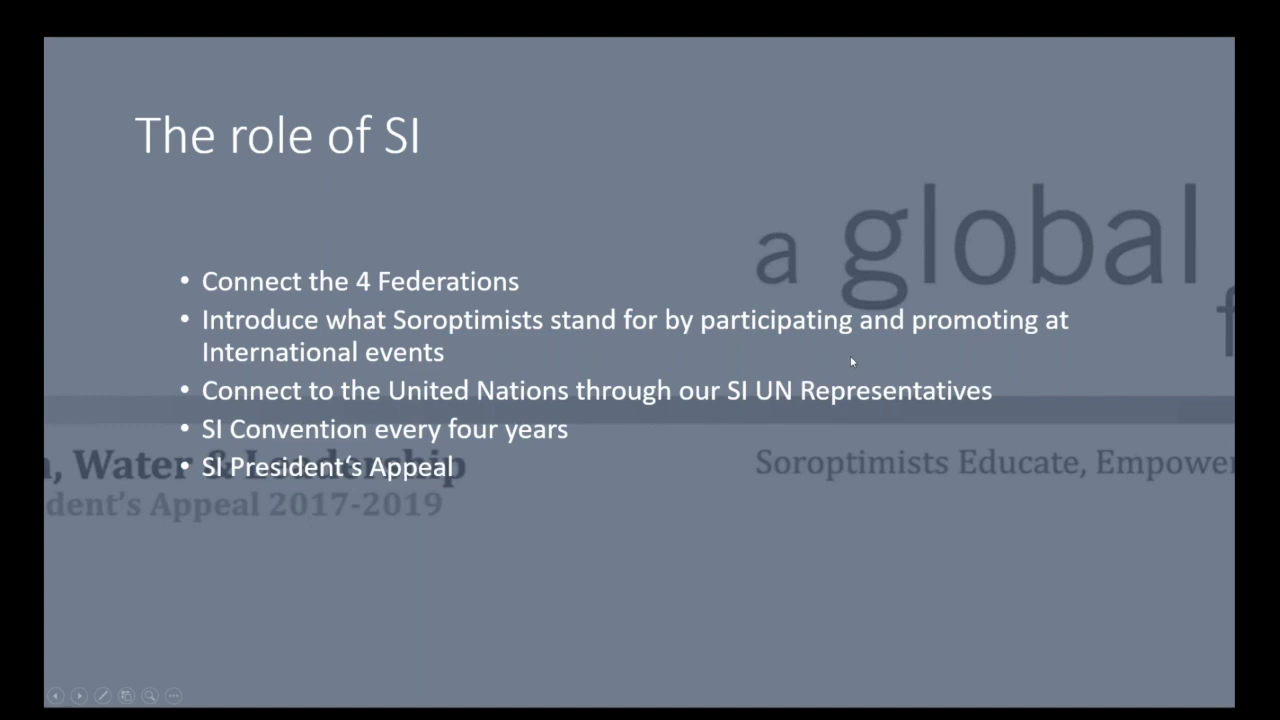 The role of SI
a global
f
• Connect the 4 Federations
• Introduce what Soroptimists stand for by participating and promoting at
International events
• Connect to the United Nations through our SI UN Representatives
• SI Convention every four years
• SI President‘s Appeal
, Water & Leadership
dent's Appeal 2017-2019
Soroptimists Educate, Empower